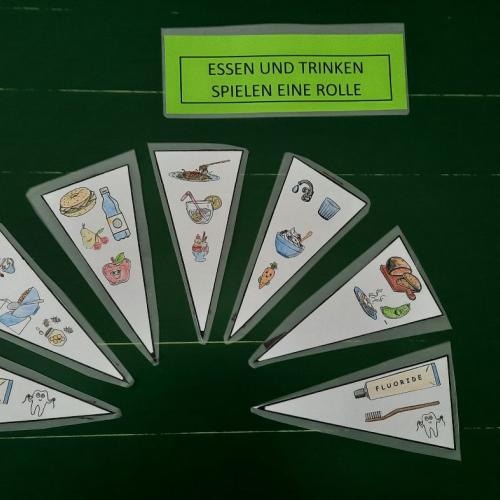 ESSEN UND TRINKEN
SPIELEN EINE ROLLE
FLUORIDE